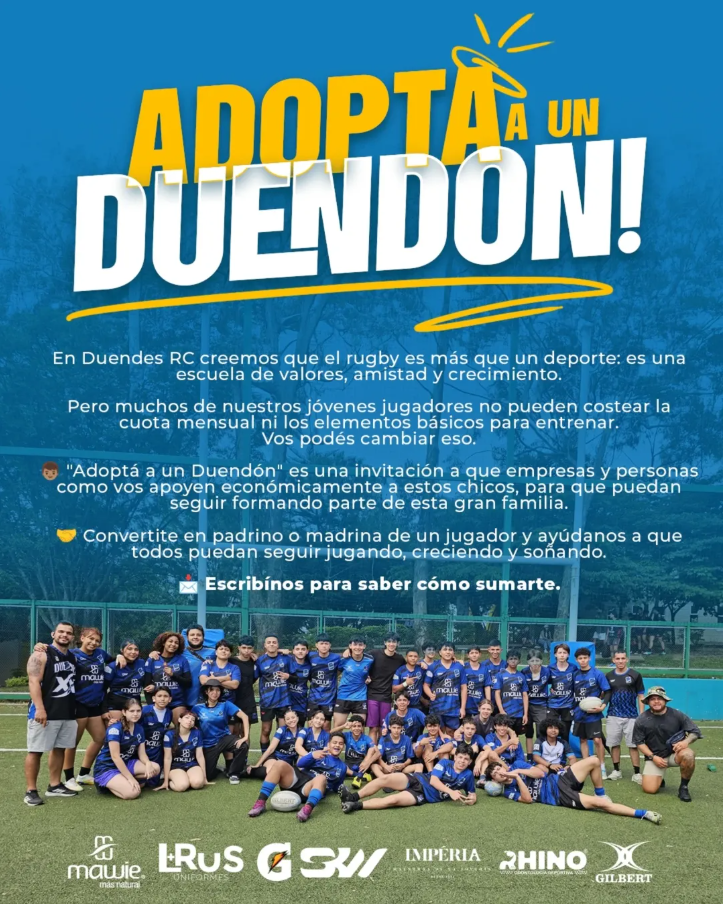 ADOPTÁ A UN
DUENDÓN!
En Duendes RC creemos que el rugby es más que un deporte: es una
escuela de valores, amistad y crecimiento.
Pero muchos de nuestros jóvenes jugadores no pueden costear la
cuota mensual ni los elementos básicos para entrenar.
Vos podés cambiar eso.
👦🏽 "Adoptá a un Duendón" es una invitación a que empresas y personas
como vos apoyen económicamente a estos chicos, para que puedan
seguir formando parte de esta gran familia.
🤝 Convertite en padrino o madrina de un jugador y ayúdanos a que
todos puedan seguir jugando, creciendo y soñando.
📩 Escribínos para saber cómo sumarte.
mawie
más natural
L+RUS
UNIFORMES
G
SKW
IMPÉRIA
RHINO
GILBERT